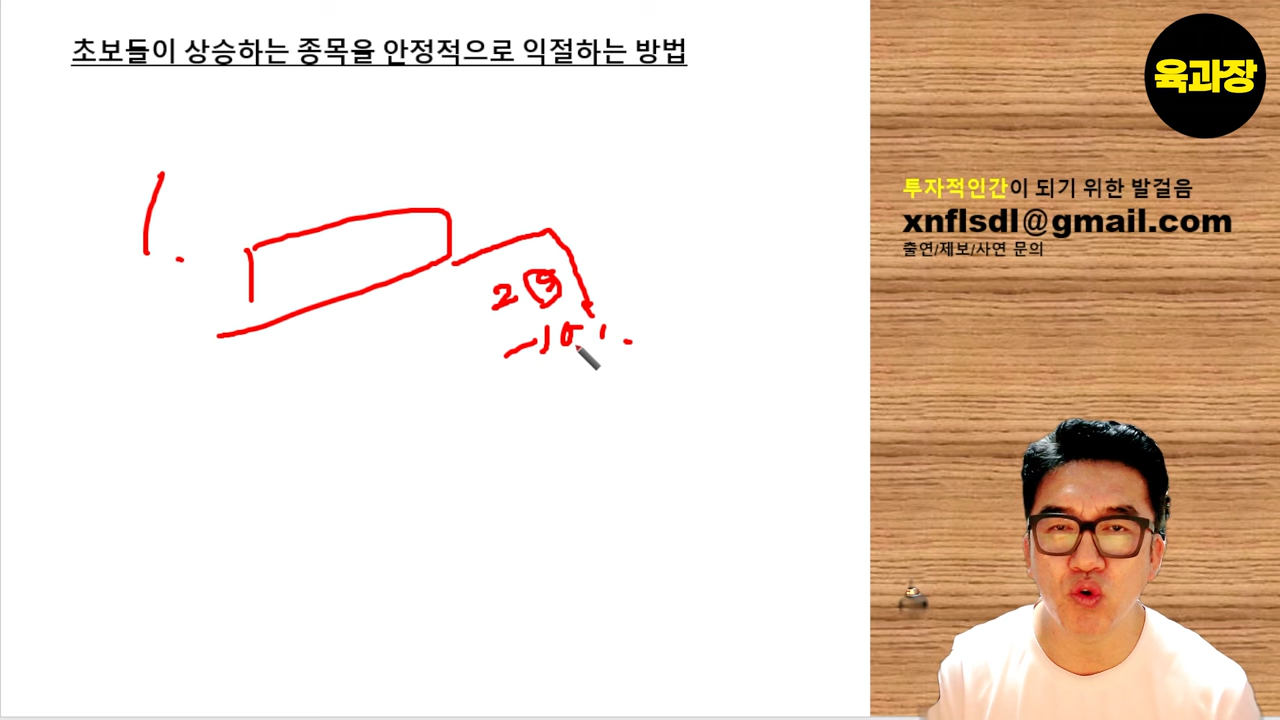 초보들이 상승하는 종목을 안정적으로 익절하는 방법
육과장
투자적인간이 되기 위한 발걸음
xnflsdl@gmail.com
출연/제보/사연 문의
1.